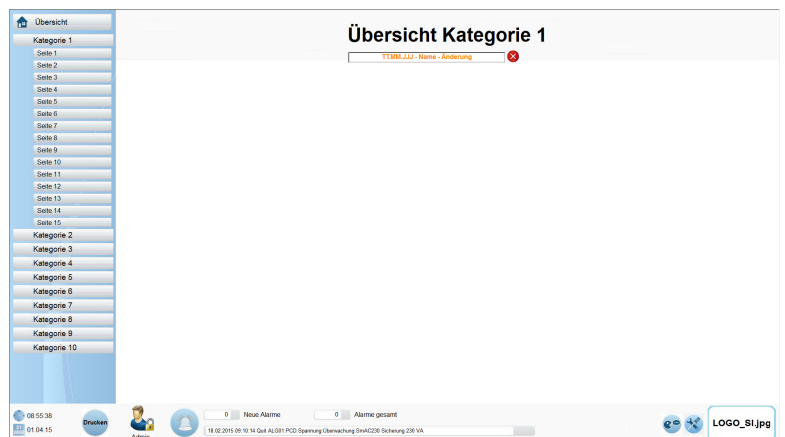 Übersicht
Kategorie 1
Seite 1
Seite 2
Seite 3
Seite 4
Seite 5
Seite 6
Seite 7
Seite 8
Seite 9
Seite 10
Seite 11
Seite 12
Seite 13
Seite 14
Seite 15
Kategorie 2
Kategorie 3
Kategorie 4
Kategorie 5
Kategorie 6
Kategorie 7
Kategorie 8
Kategorie 9
Kategorie 10
Übersicht Kategorie 1
TT.MM.JJJ - Name - Änderung
08:55:38
01.04.15
Drucken
Admin
0 Neue Alarme
0 Alarme gesamt
18.02.2015 09:10:14 Quit ALG01:PCD.Spannung:Überwachung SmAC230 Sicherung 230 VA
LOGO_SI.jpg